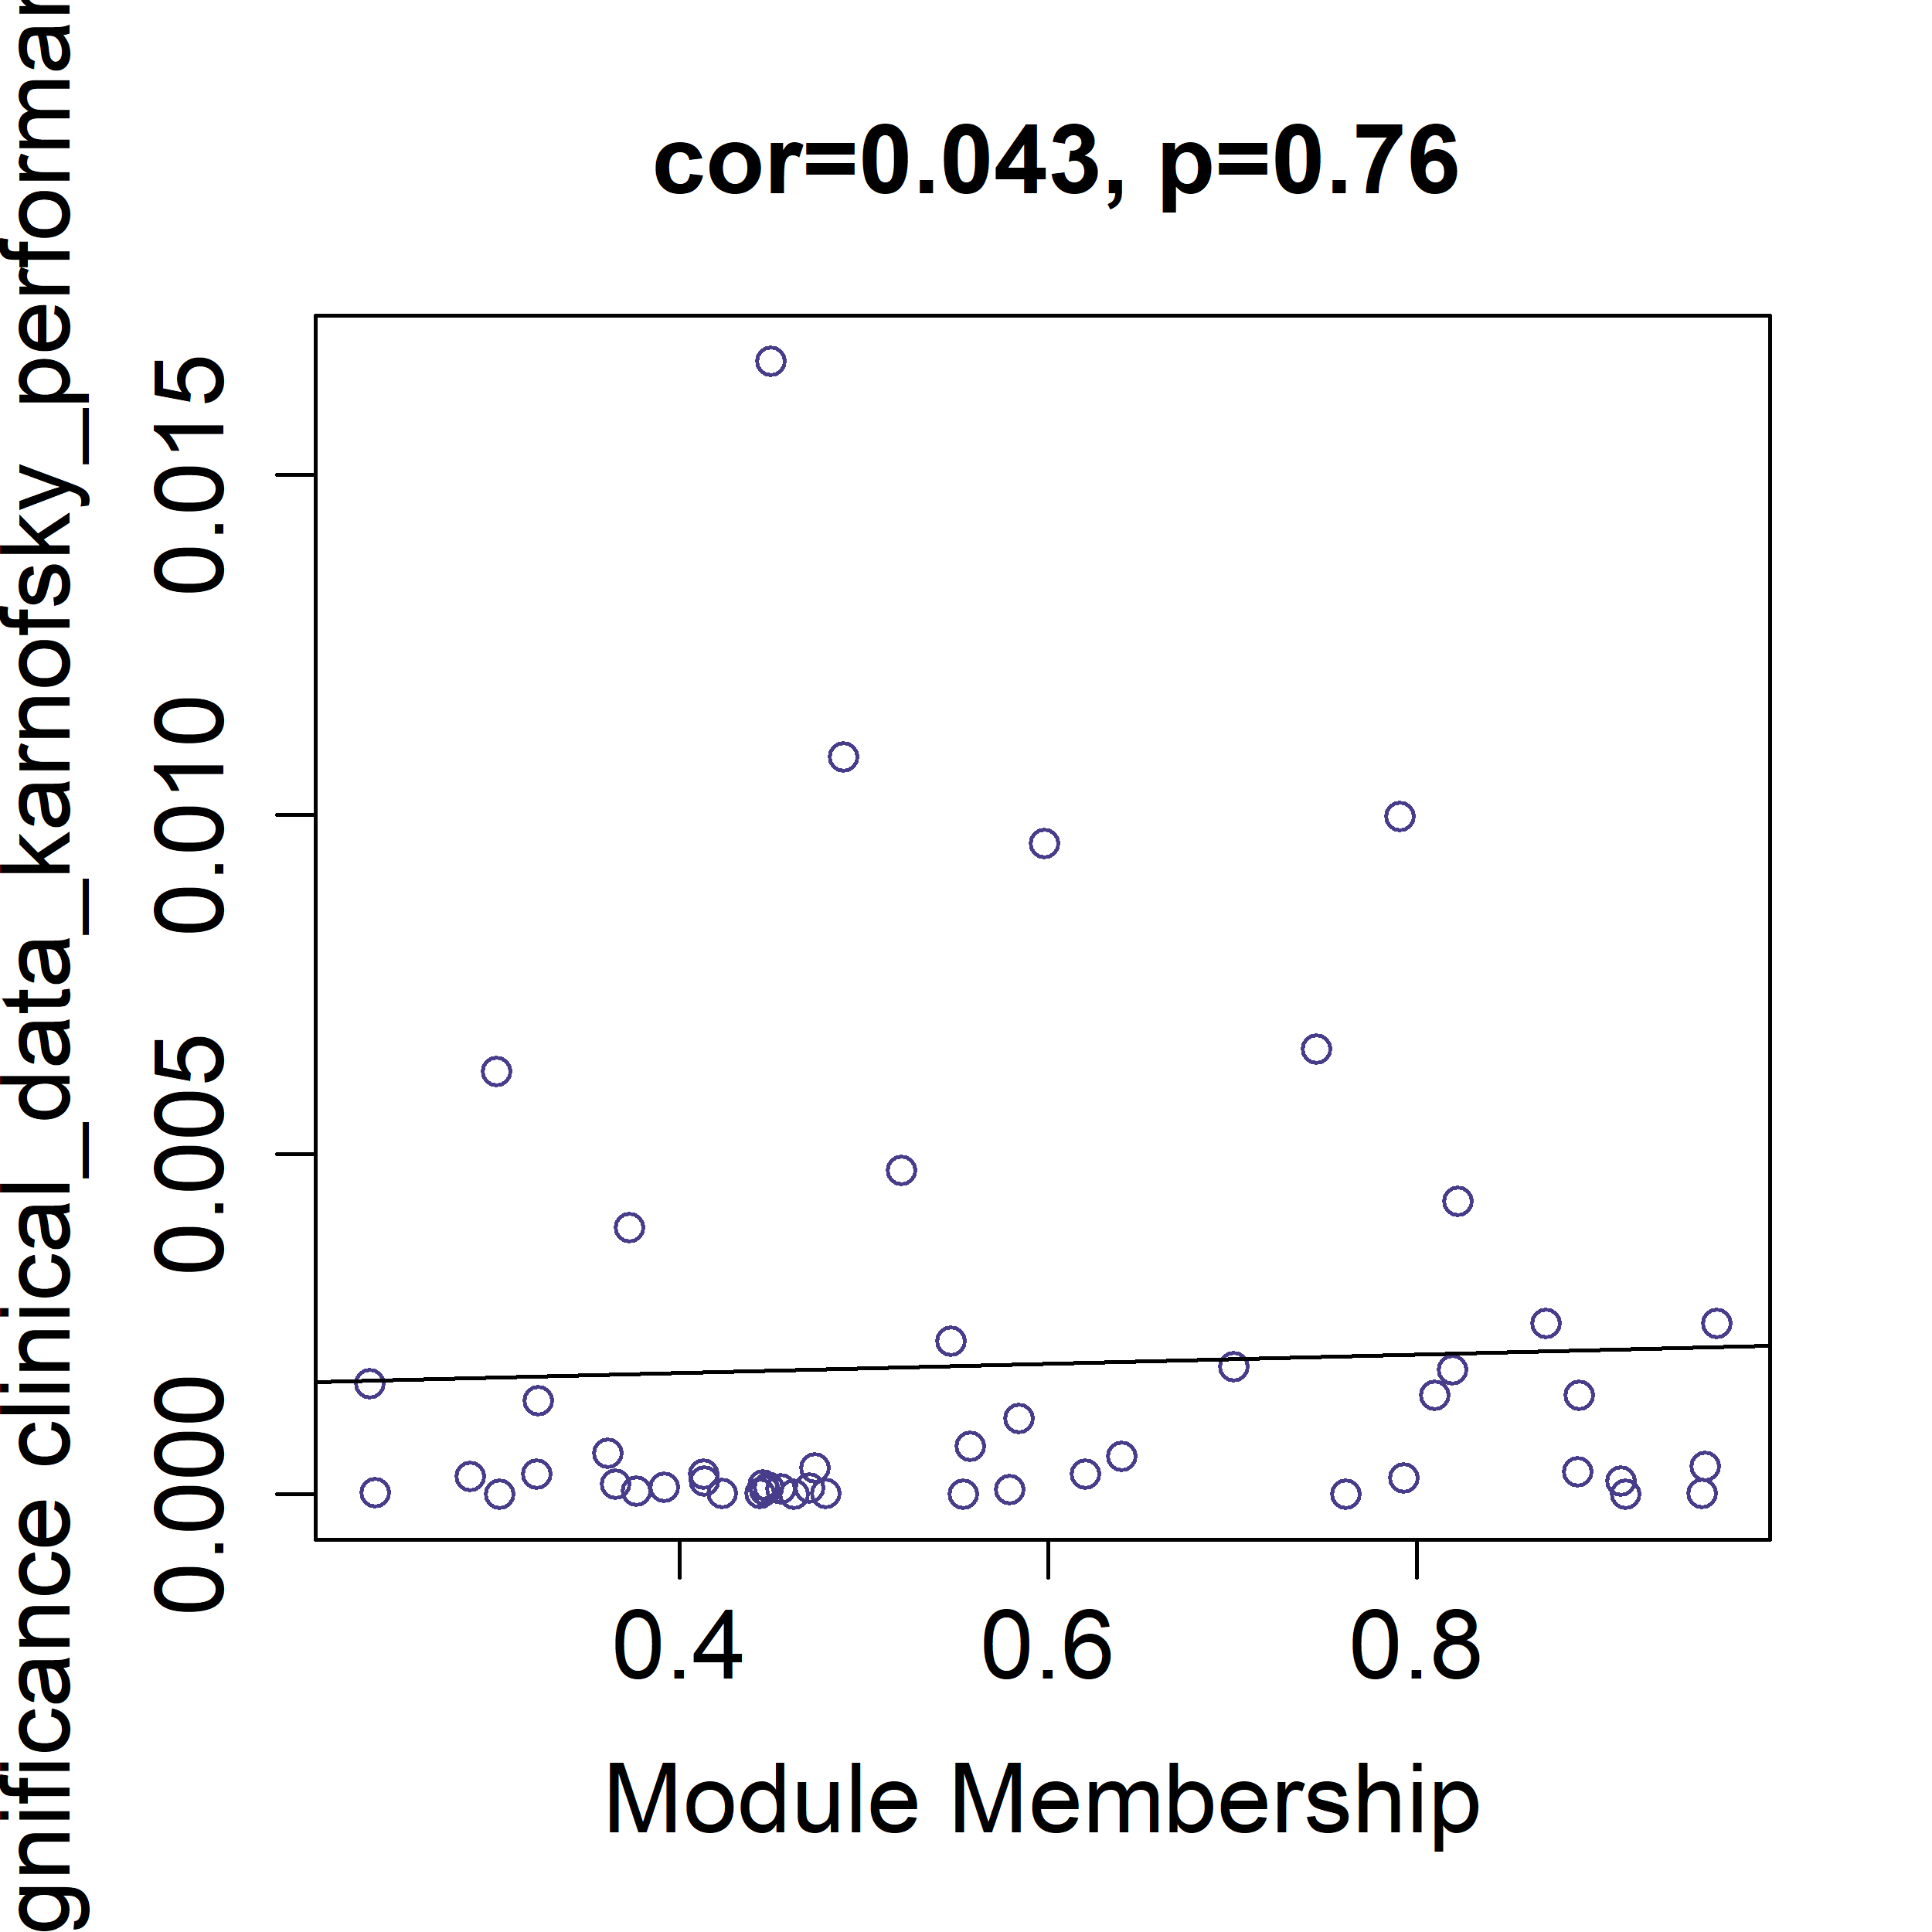 cor=0.043, p=0.76
gnificance clinical_data_karnofsky_performa
0.015
0.010
0.005
0.000
0.4 0.6 0.8
Module Membership